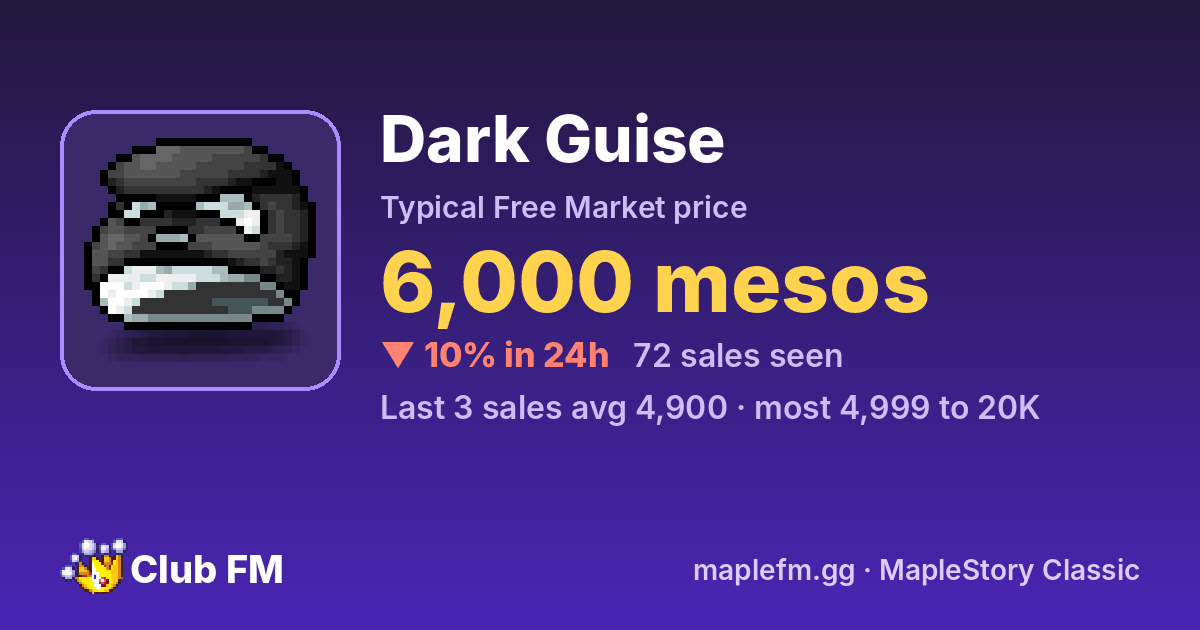 Dark Guise
Typical Free Market price
6,000 mesos
▼ 10% in 24h 72 sales seen
Last 3 sales avg 4,900 · most 4,999 to 20K
Club FM
maplefm.gg · MapleStory Classic